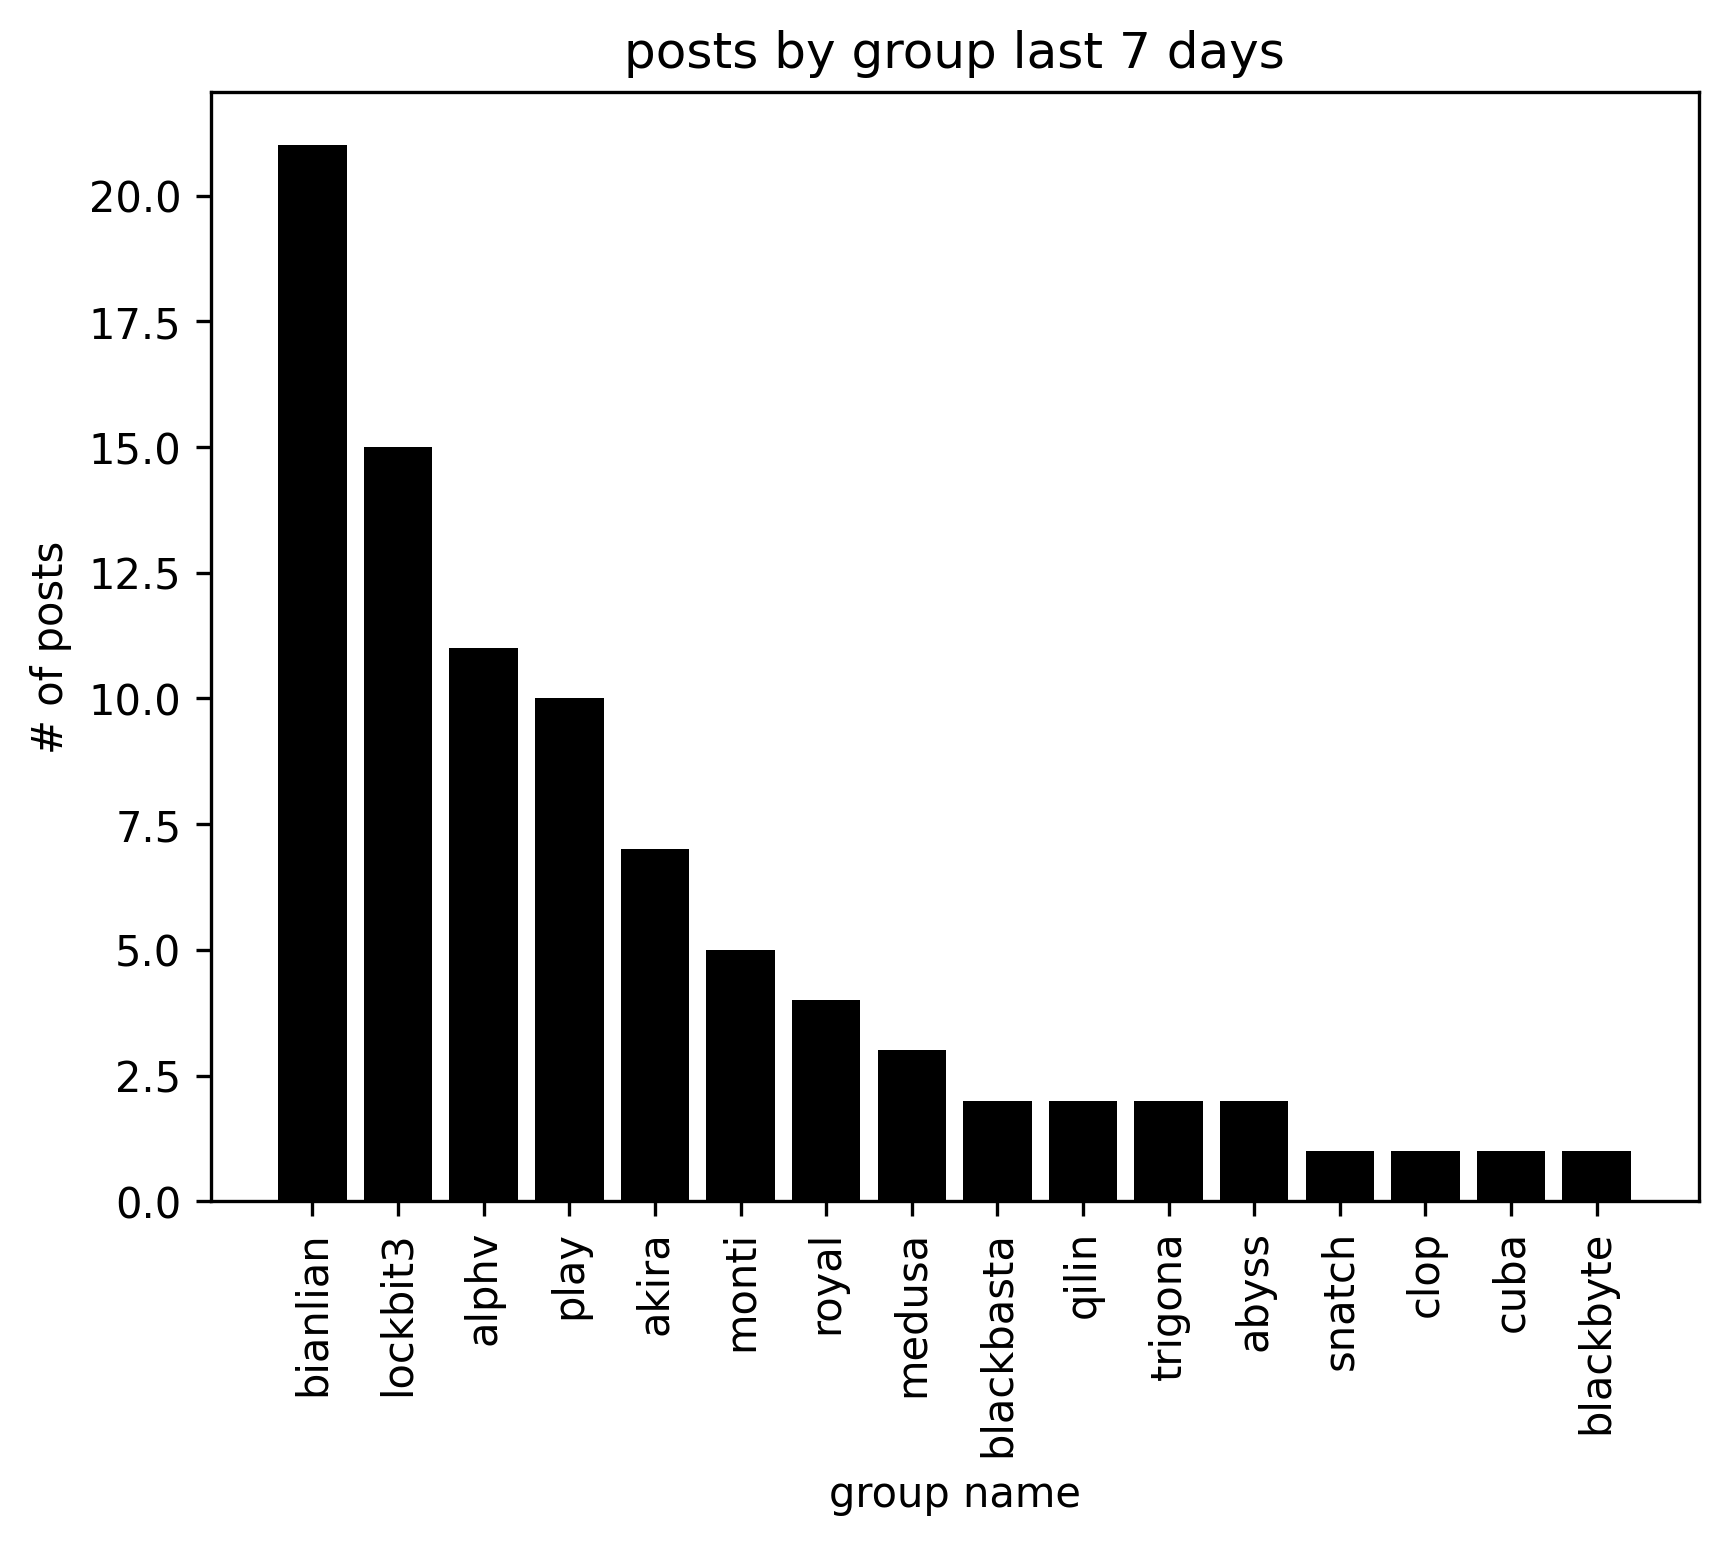 posts by group last 7 days
# of posts
20.0
17.5
15.0
12.5
10.0
7.5
5.0
2.5
0.0
bianlian
lockbit3
alphv
play
akira
monti
royal
medusa
blackbasta
qilin
trigona
abyss
snatch
clop
cuba
blackbyte
group name